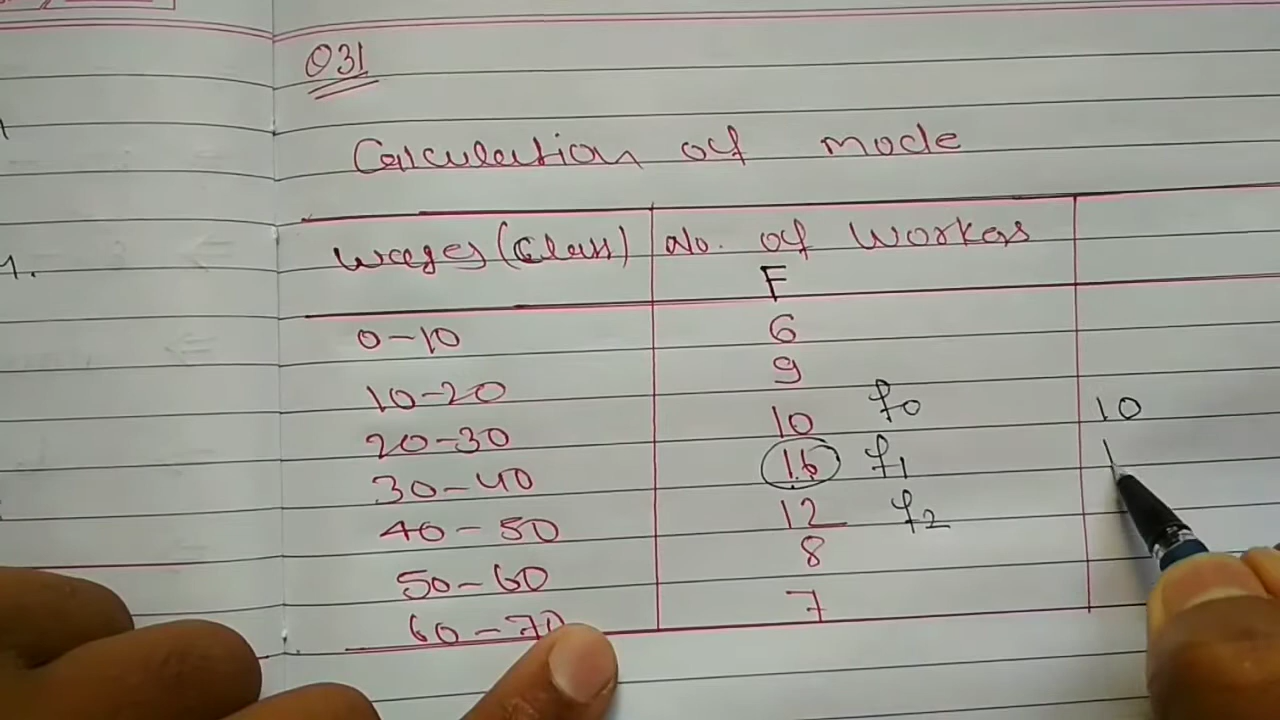 Q31
Calculation of mode
Wages (Class) No. of Workers
F
0-10 6
10-20 9
20-30 10 f0 10
30-40 16 f1 1
40-50 12 f2
50-60 8
60-70 7